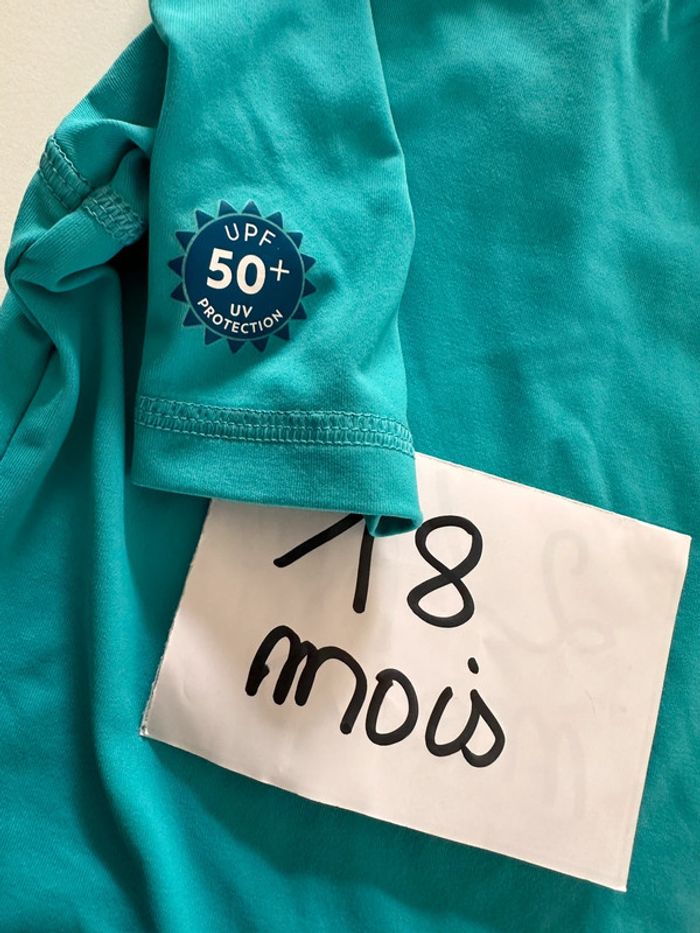 UPF
50+
UV
PROTECTION
18
mois